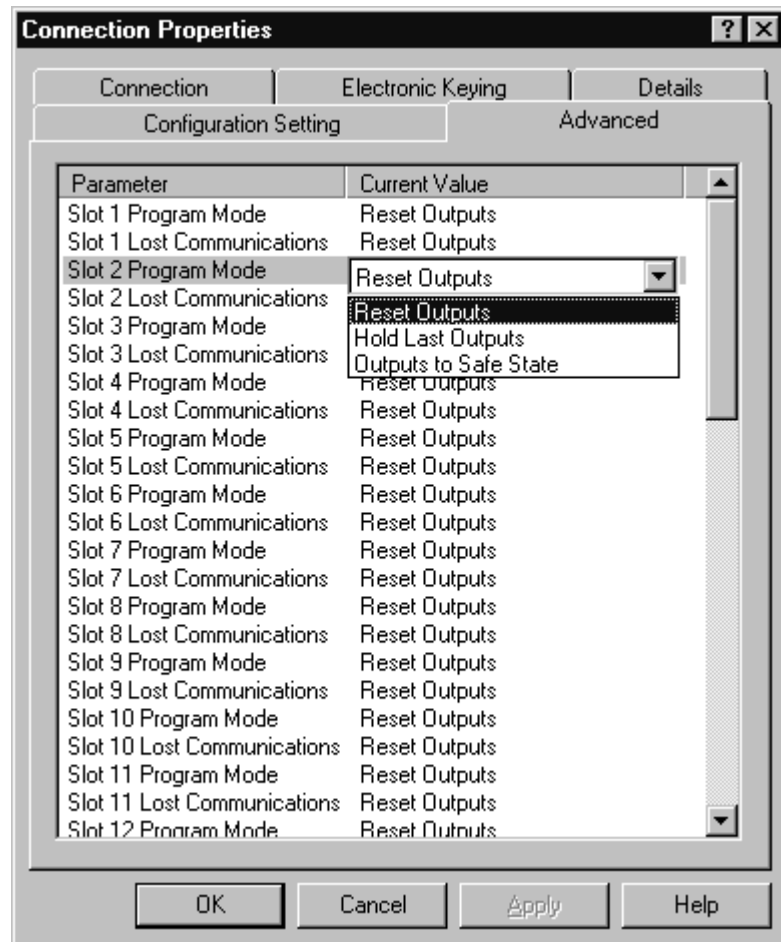 Connection Properties
? X
Connection Electronic Keying Details
Configuration Setting Advanced
Parameter Current Value
Slot 1 Program Mode Reset Outputs
Slot 1 Lost Communications Reset Outputs
Slot 2 Program Mode Reset Outputs
Slot 2 Lost Communications Reset Outputs
Slot 3 Program Mode Hold Last Outputs
Slot 3 Lost Communications Outputs to Safe State
Slot 4 Program Mode Reset Outputs
Slot 4 Lost Communications Reset Outputs
Slot 5 Program Mode Reset Outputs
Slot 5 Lost Communications Reset Outputs
Slot 6 Program Mode Reset Outputs
Slot 6 Lost Communications Reset Outputs
Slot 7 Program Mode Reset Outputs
Slot 7 Lost Communications Reset Outputs
Slot 8 Program Mode Reset Outputs
Slot 8 Lost Communications Reset Outputs
Slot 9 Program Mode Reset Outputs
Slot 9 Lost Communications Reset Outputs
Slot 10 Program Mode Reset Outputs
Slot 10 Lost Communications Reset Outputs
Slot 11 Program Mode Reset Outputs
Slot 11 Lost Communications Reset Outputs
Slot 12 Program Mode Reset Outputs
OK Cancel Apply Help